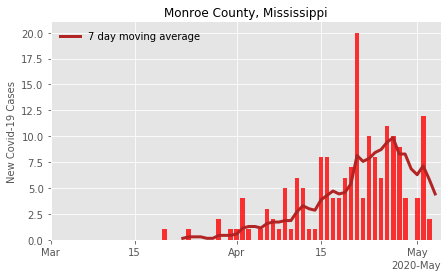 Monroe County, Mississippi
7 day moving average
New Covid-19 Cases
20.0
17.5
15.0
12.5
10.0
7.5
5.0
2.5
0.0
Mar
15
Apr
15
May
2020-May